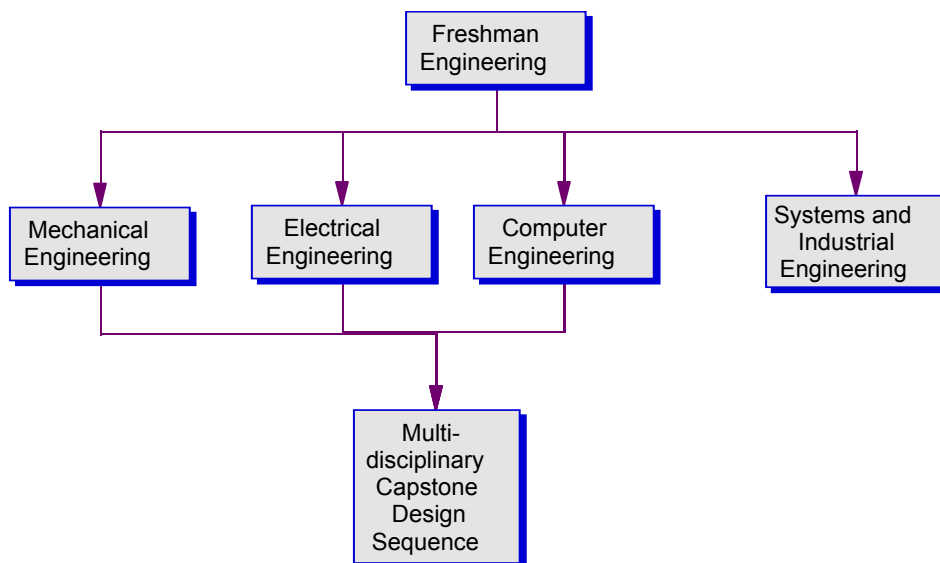 Freshman
Engineering
Mechanical
Engineering
Electrical
Engineering
Computer
Engineering
Systems and
Industrial
Engineering
Multi-
disciplinary
Capstone
Design
Sequence